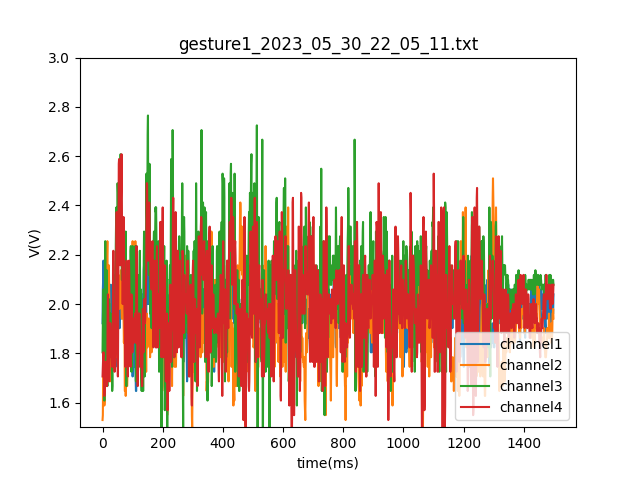 gesture1_2023_05_30_22_05_11.txt
3.0
2.8
2.6
2.4
2.2
2.0
1.8
1.6
V(V)
0 200 400 600 800 1000 1200 1400
time(ms)
channel1
channel2
channel3
channel4